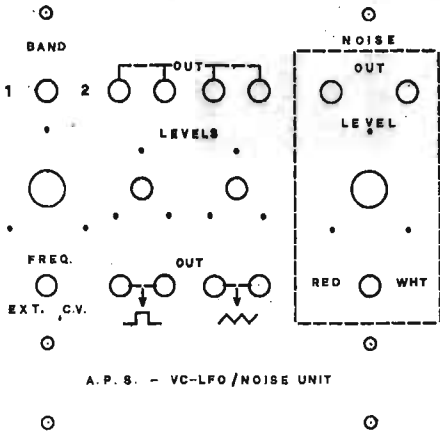 NOISE
BAND
OUT
OUT
1 2
LEVELS
LEVEL
FREQ.
OUT
RED WHT
EXT. C.V.
A.P.S. - VC-LFO/NOISE UNIT